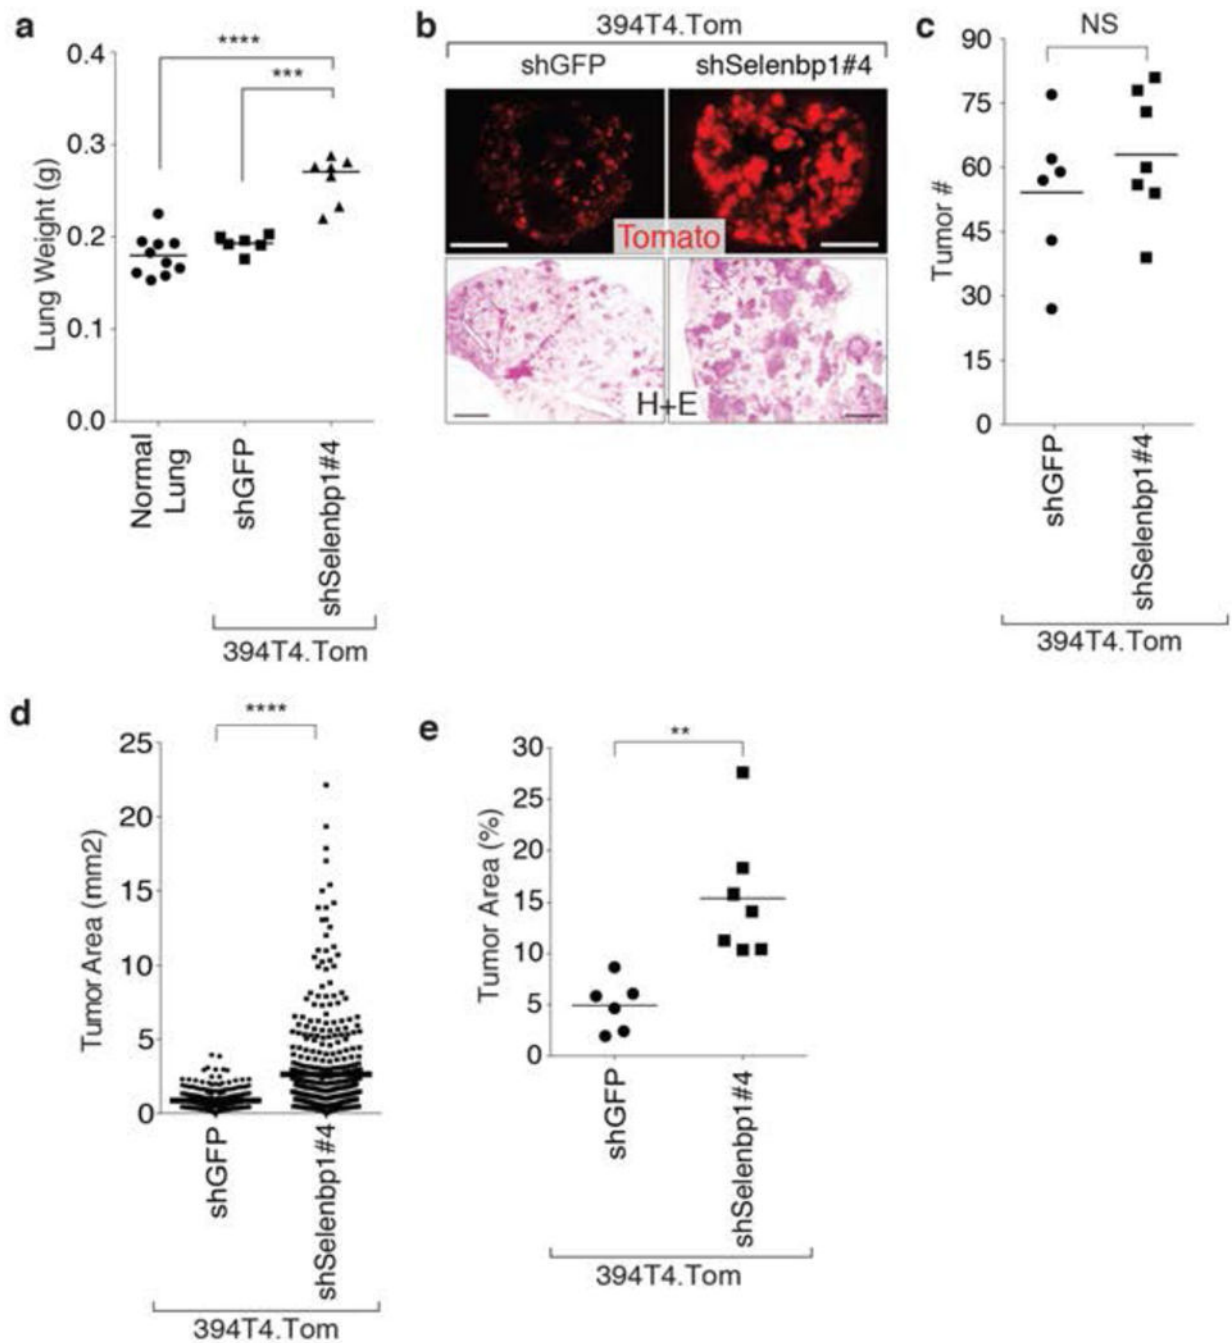 a
****
***
0.4
0.3
0.2
0.1
0.0
Lung Weight (g)
Normal
Lung
shGFP
shSelenbp1#4
394T4.Tom
b
394T4.Tom
shGFP
shSelenbp1#4
Tomato
H+E
c
NS
90
75
60
45
30
15
0
Tumor #
shGFP
shSelenbp1#4
394T4.Tom
d
****
25
20
15
10
5
0
Tumor Area (mm2)
shGFP
shSelenbp1#4
394T4.Tom
e
**
30
25
20
15
10
5
0
Tumor Area (%)
shGFP
shSelenbp1#4
394T4.Tom